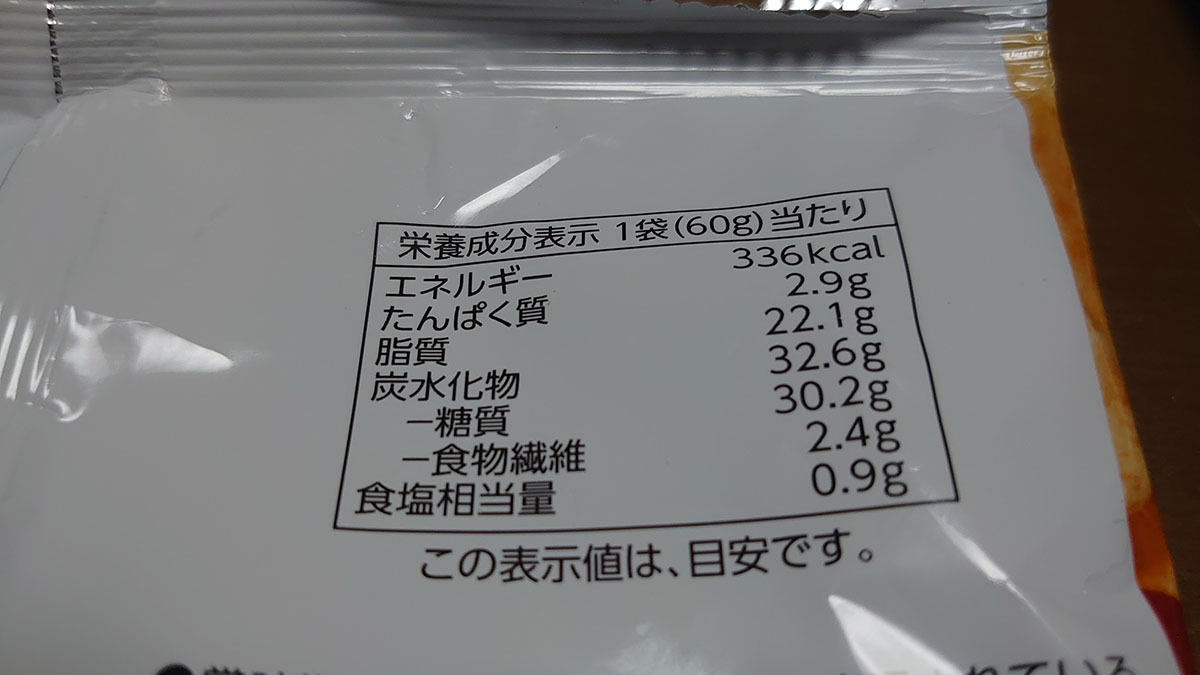 栄養成分表示 1袋(60g)当たり
エネルギー 336kcal
たんぱく質 2.9g
脂質 22.1g
炭水化物 32.6g
－糖質 30.2g
－食物繊維 2.4g
食塩相当量 0.9g
この表示値は、目安です。